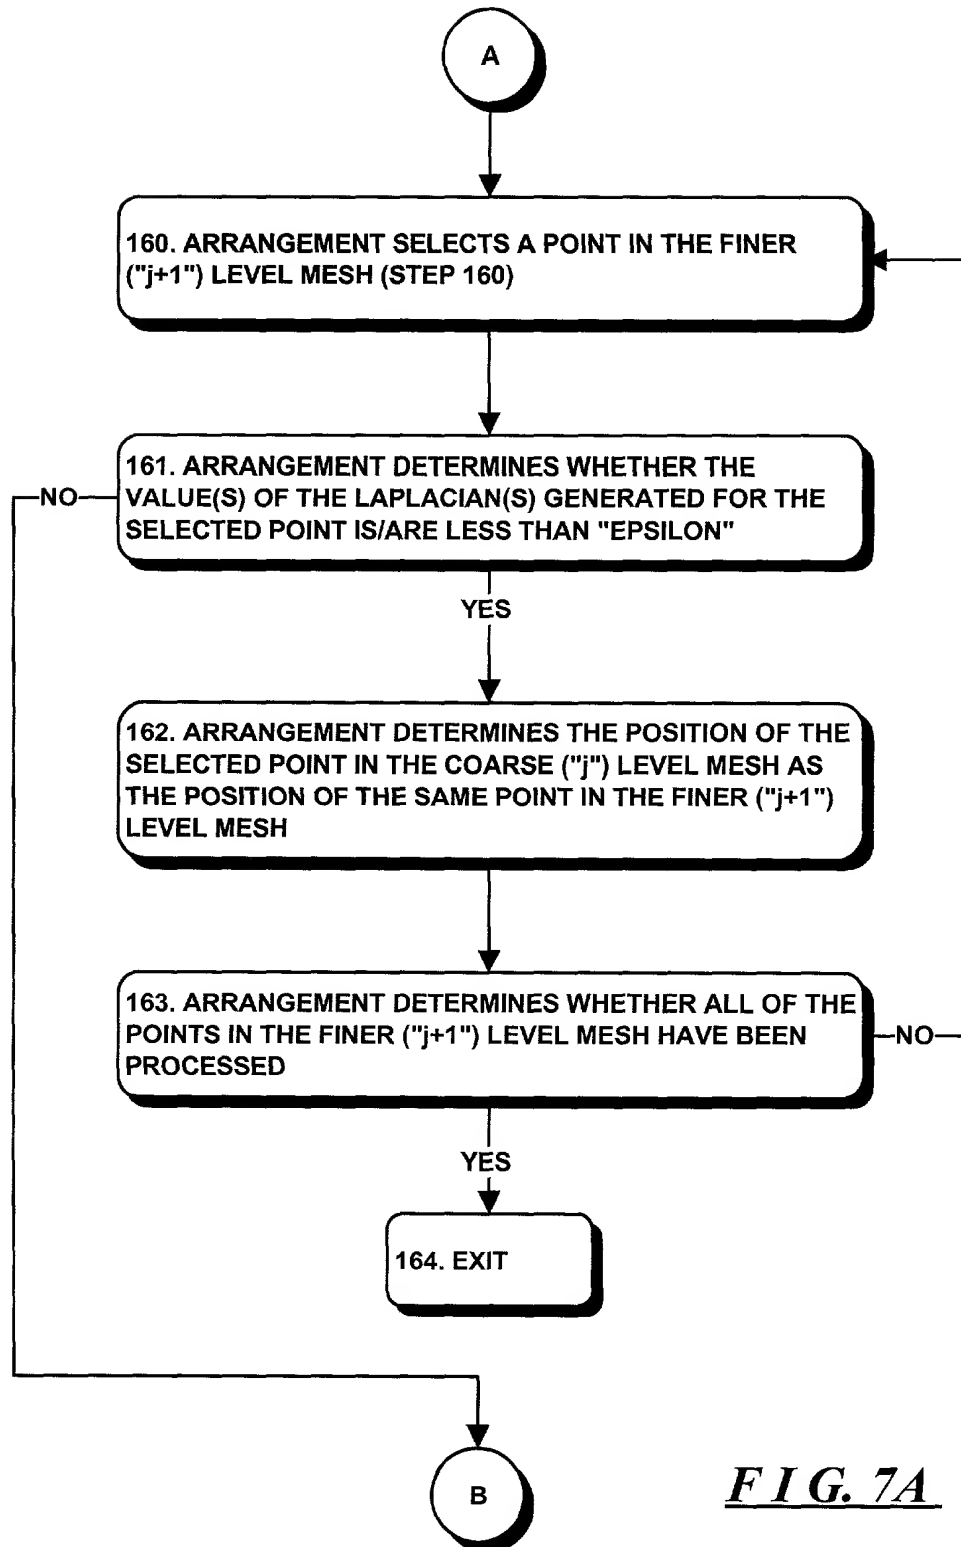 A
160. ARRANGEMENT SELECTS A POINT IN THE FINER
("j+1") LEVEL MESH (STEP 160)
161. ARRANGEMENT DETERMINES WHETHER THE
VALUE(S) OF THE LAPLACIAN(S) GENERATED FOR THE
SELECTED POINT IS/ARE LESS THAN "EPSILON"
NO
YES
162. ARRANGEMENT DETERMINES THE POSITION OF THE
SELECTED POINT IN THE COARSE ("j") LEVEL MESH AS
THE POSITION OF THE SAME POINT IN THE FINER ("j+1")
LEVEL MESH
163. ARRANGEMENT DETERMINES WHETHER ALL OF THE
POINTS IN THE FINER ("j+1") LEVEL MESH HAVE BEEN
PROCESSED
NO
YES
164. EXIT
B
FIG. 7A